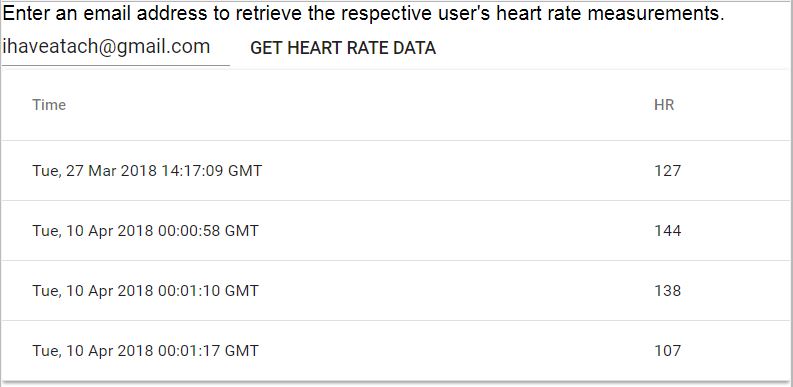 Enter an email address to retrieve the respective user's heart rate measurements.
ihaveatach@gmail.com GET HEART RATE DATA
Time HR
Tue, 27 Mar 2018 14:17:09 GMT 127
Tue, 10 Apr 2018 00:00:58 GMT 144
Tue, 10 Apr 2018 00:01:10 GMT 138
Tue, 10 Apr 2018 00:01:17 GMT 107